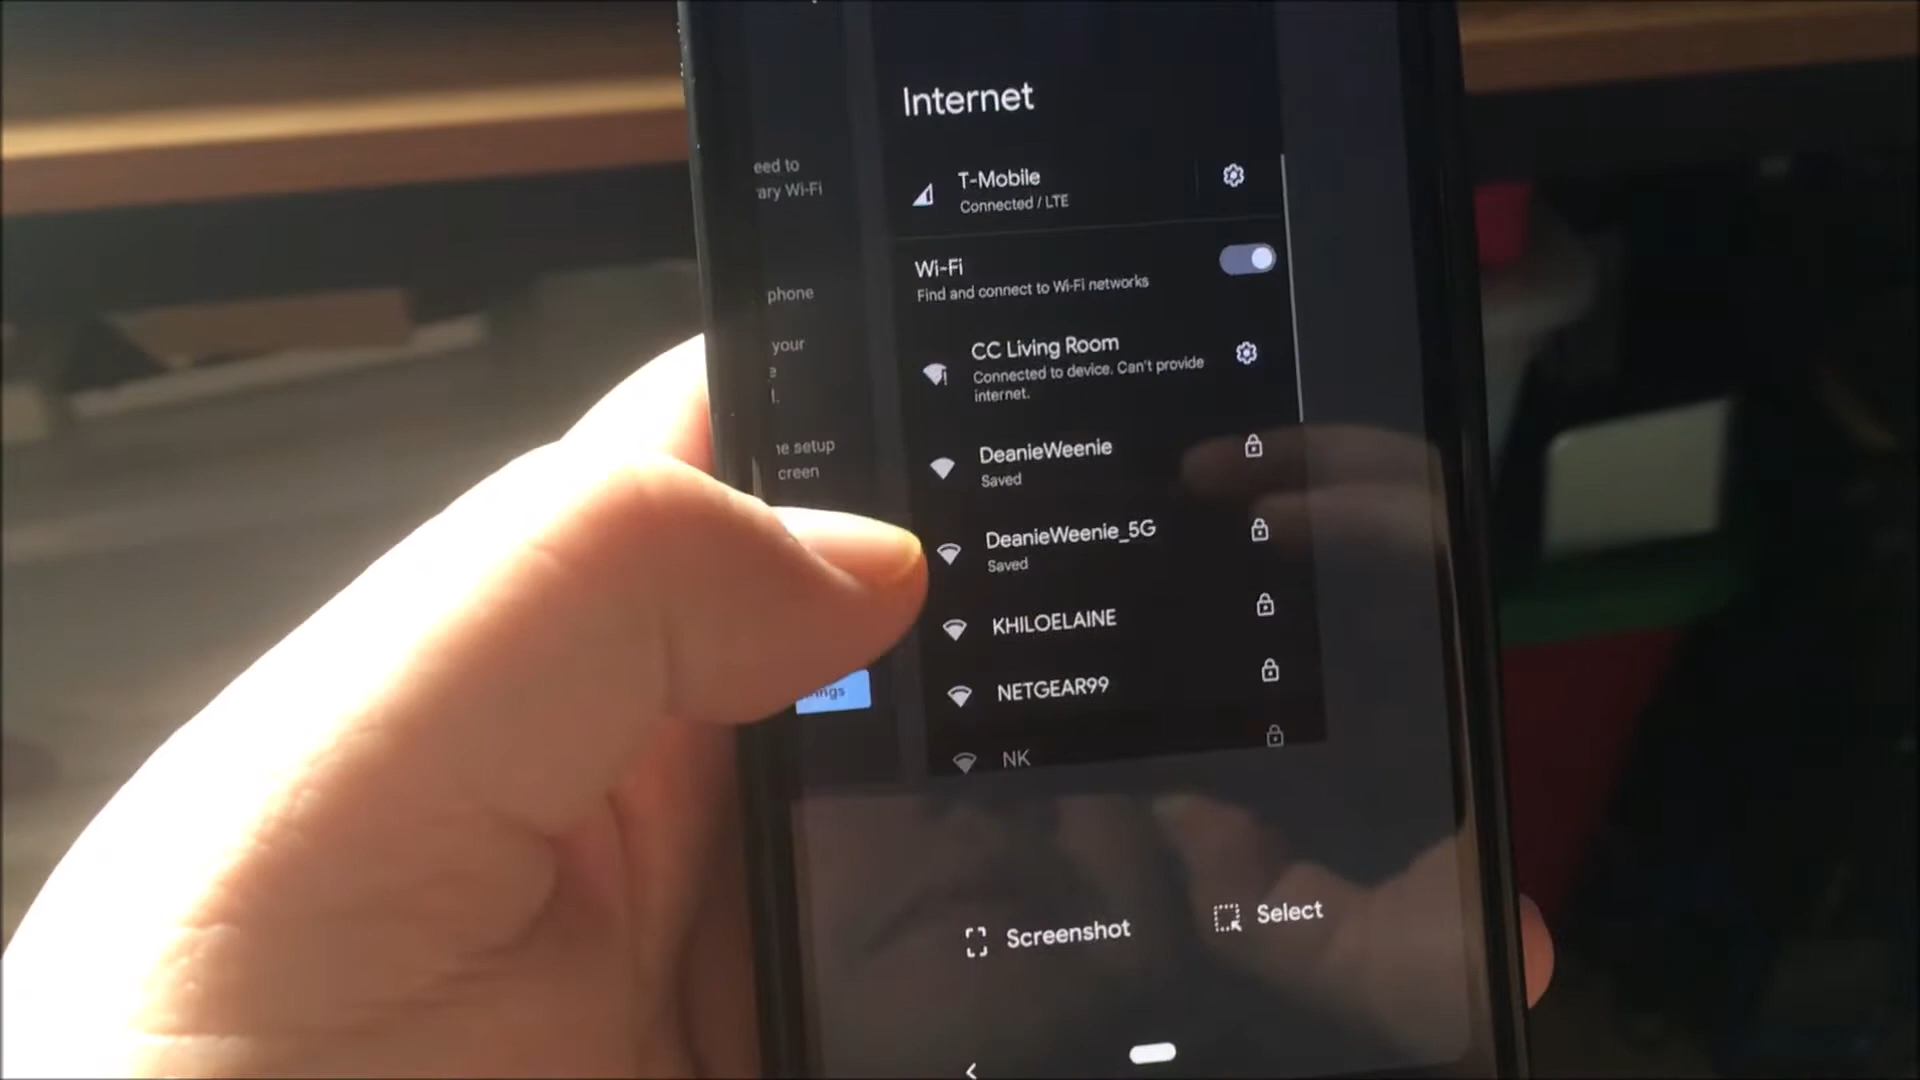 eed to
ary Wi-Fi
phone
your
e
l.
ne setup
creen
ings
Internet
T-Mobile
Connected / LTE
Wi-Fi
Find and connect to Wi-Fi networks
CC Living Room
Connected to device. Can't provide
internet.
DeanieWeenie
Saved
DeanieWeenie_5G
Saved
KHILOELAINE
NETGEAR99
NK
Screenshot
Select